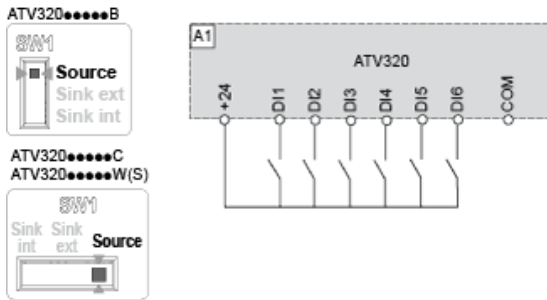 ATV320●●●●●B
SW1
Source
Sink ext
Sink int
ATV320●●●●●C
ATV320●●●●●W(S)
SW1
Sink int
Sink ext
Source
A1
ATV320
+24
DI1
DI2
DI3
DI4
DI5
DI6
COM